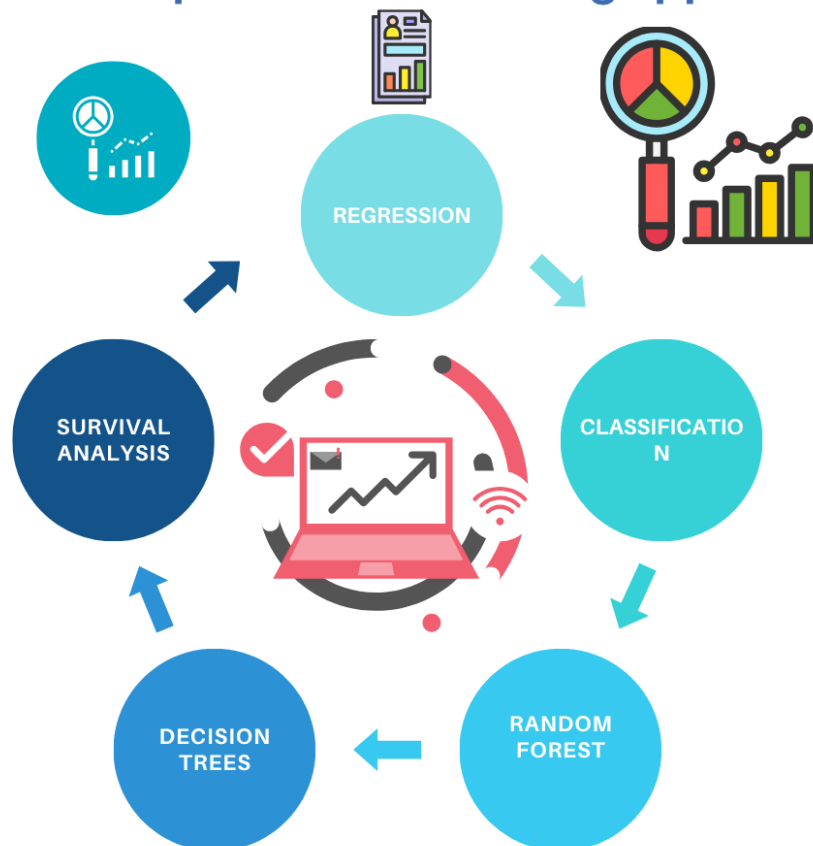 REGRESSION
CLASSIFICATIO
N
RANDOM
FOREST
DECISION
TREES
SURVIVAL
ANALYSIS